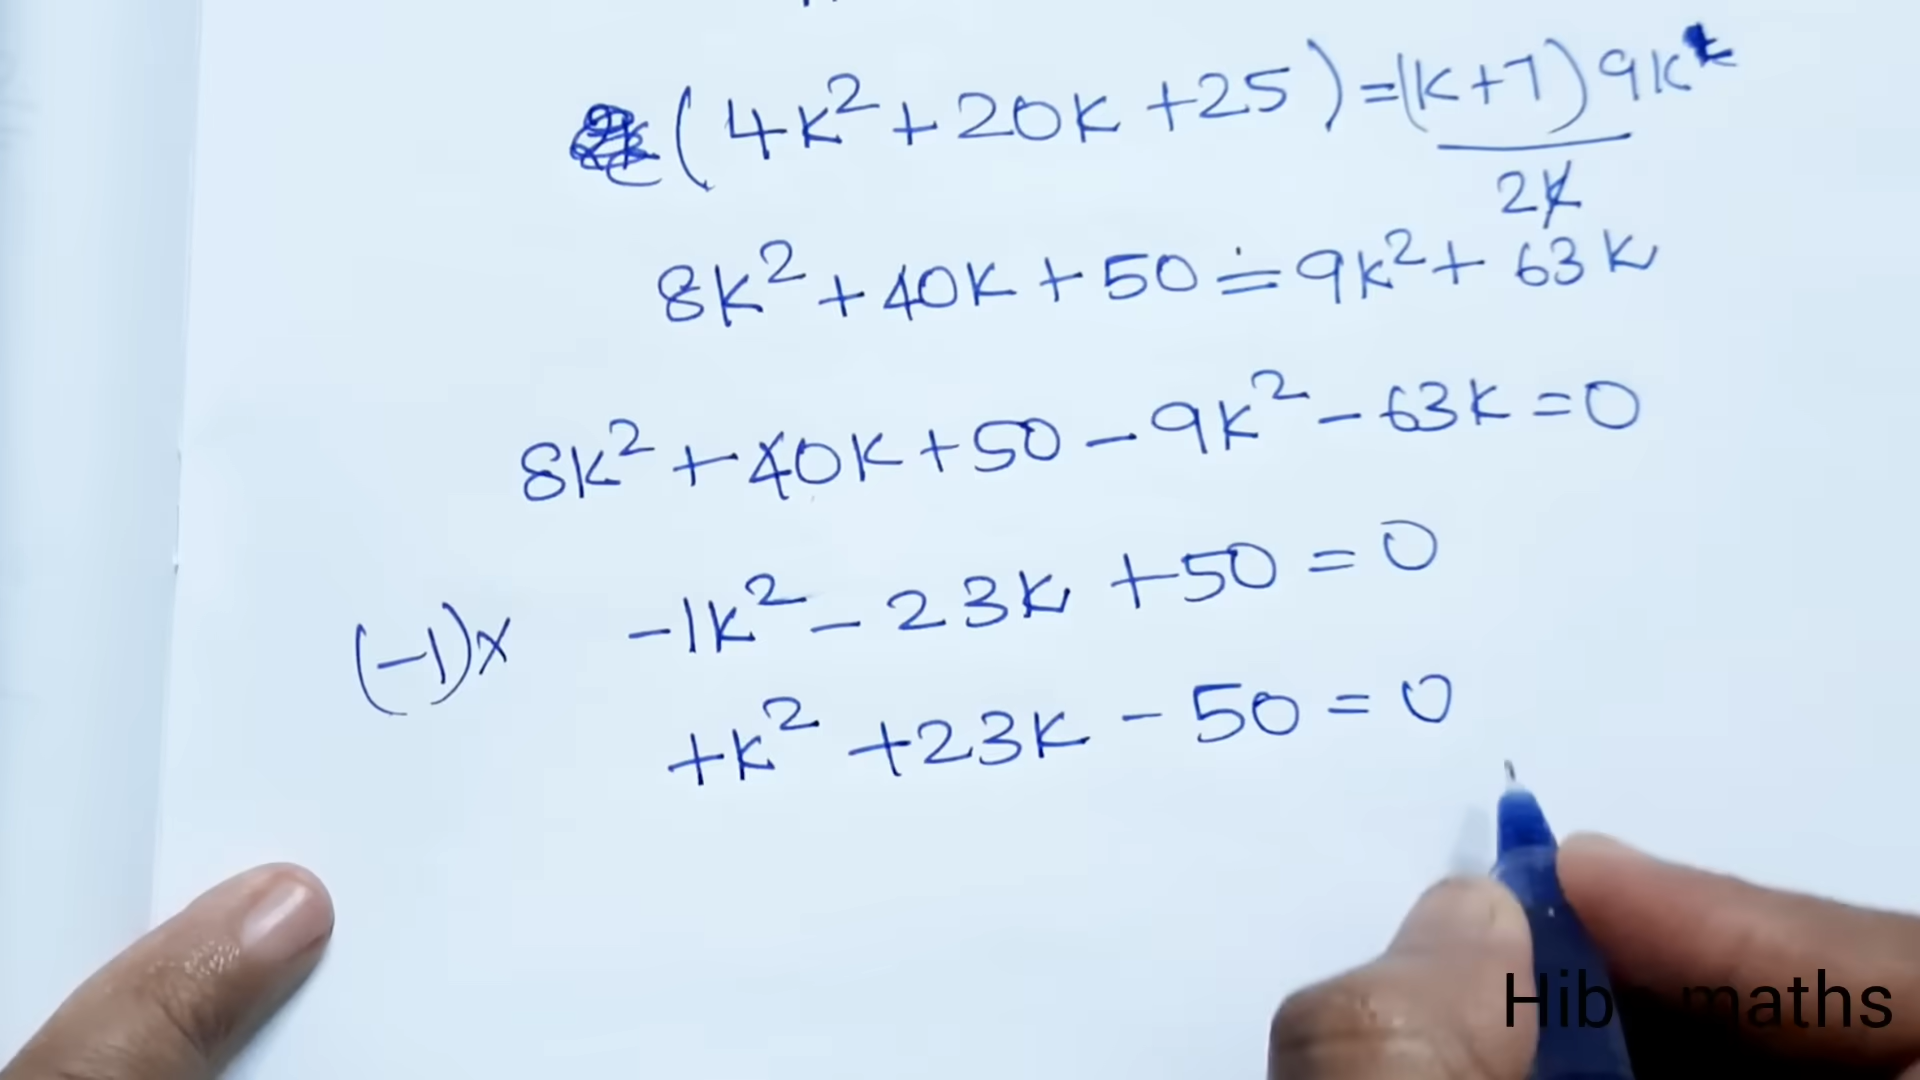 (4k²+20k+25)=(k+7)9k
2k
8k²+40k+50=9k²+63k
8k²+40k+50-9k²-63k=0
(-1)x -1k²-23k+50=0
+k²+23k-50=0
maths